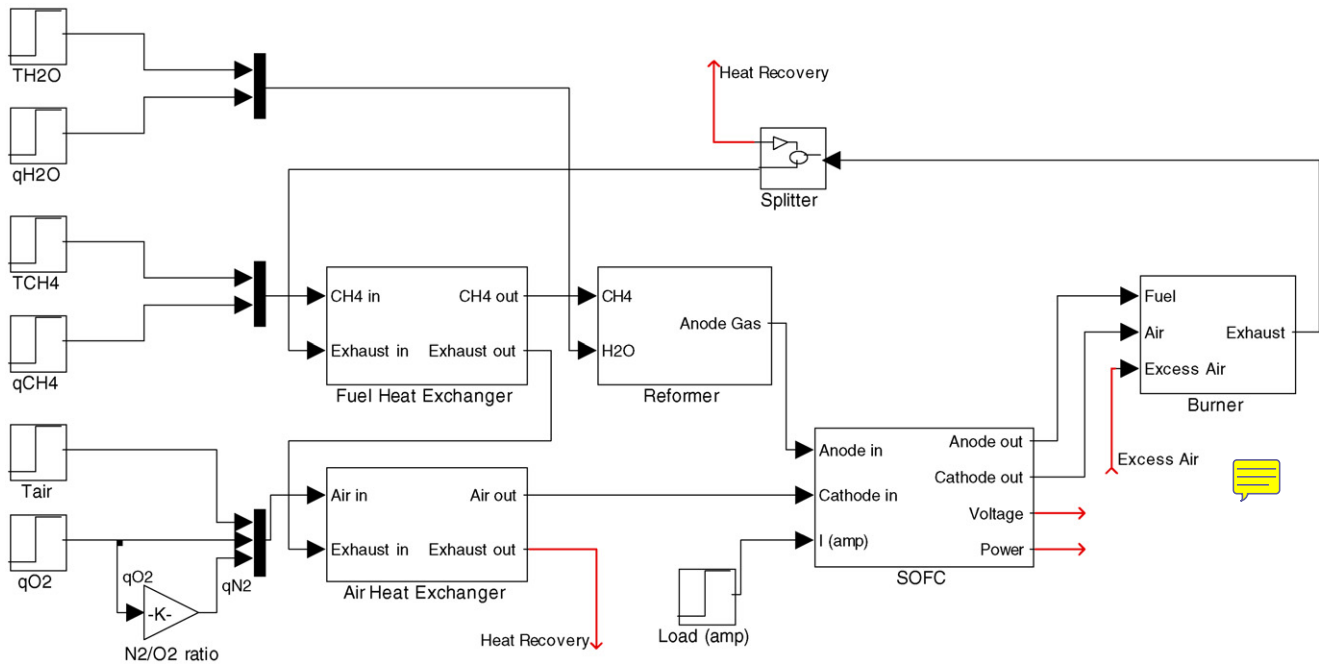 TH2O
qH2O
Heat Recovery
Splitter
TCH4
qCH4
CH4 in
CH4 out
Exhaust in
Exhaust out
Fuel Heat Exchanger
CH4
Anode Gas
H2O
Reformer
Fuel
Air
Exhaust
Excess Air
Burner
Excess Air
Tair
qO2
qO2
qN2
-K-
N2/O2 ratio
Air in
Air out
Exhaust in
Exhaust out
Air Heat Exchanger
Heat Recovery
Load (amp)
Anode in
Anode out
Cathode in
Cathode out
I (amp)
Voltage
Power
SOFC